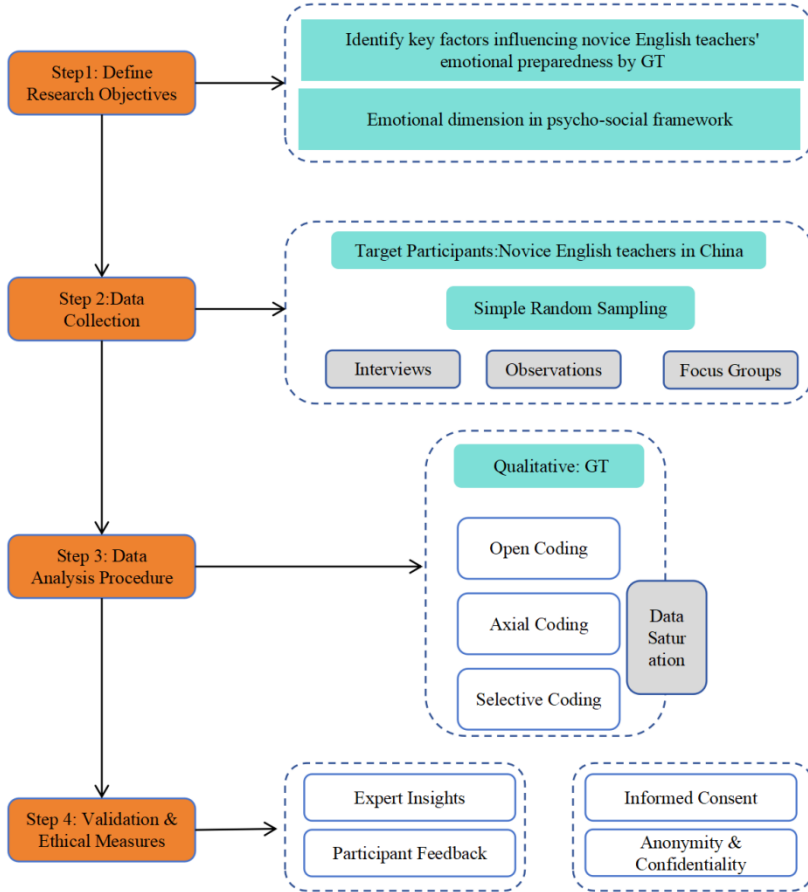 Step1: Define
Research Objectives
Identify key factors influencing novice English teachers'
emotional preparedness by GT
Emotional dimension in psycho-social framework
Step 2:Data
Collection
Target Participants:Novice English teachers in China
Simple Random Sampling
Interviews
Observations
Focus Groups
Step 3: Data
Analysis Procedure
Qualitative: GT
Open Coding
Axial Coding
Selective Coding
Data
Satur
ation
Step 4: Validation &
Ethical Measures
Expert Insights
Participant Feedback
Informed Consent
Anonymity &
Confidentiality